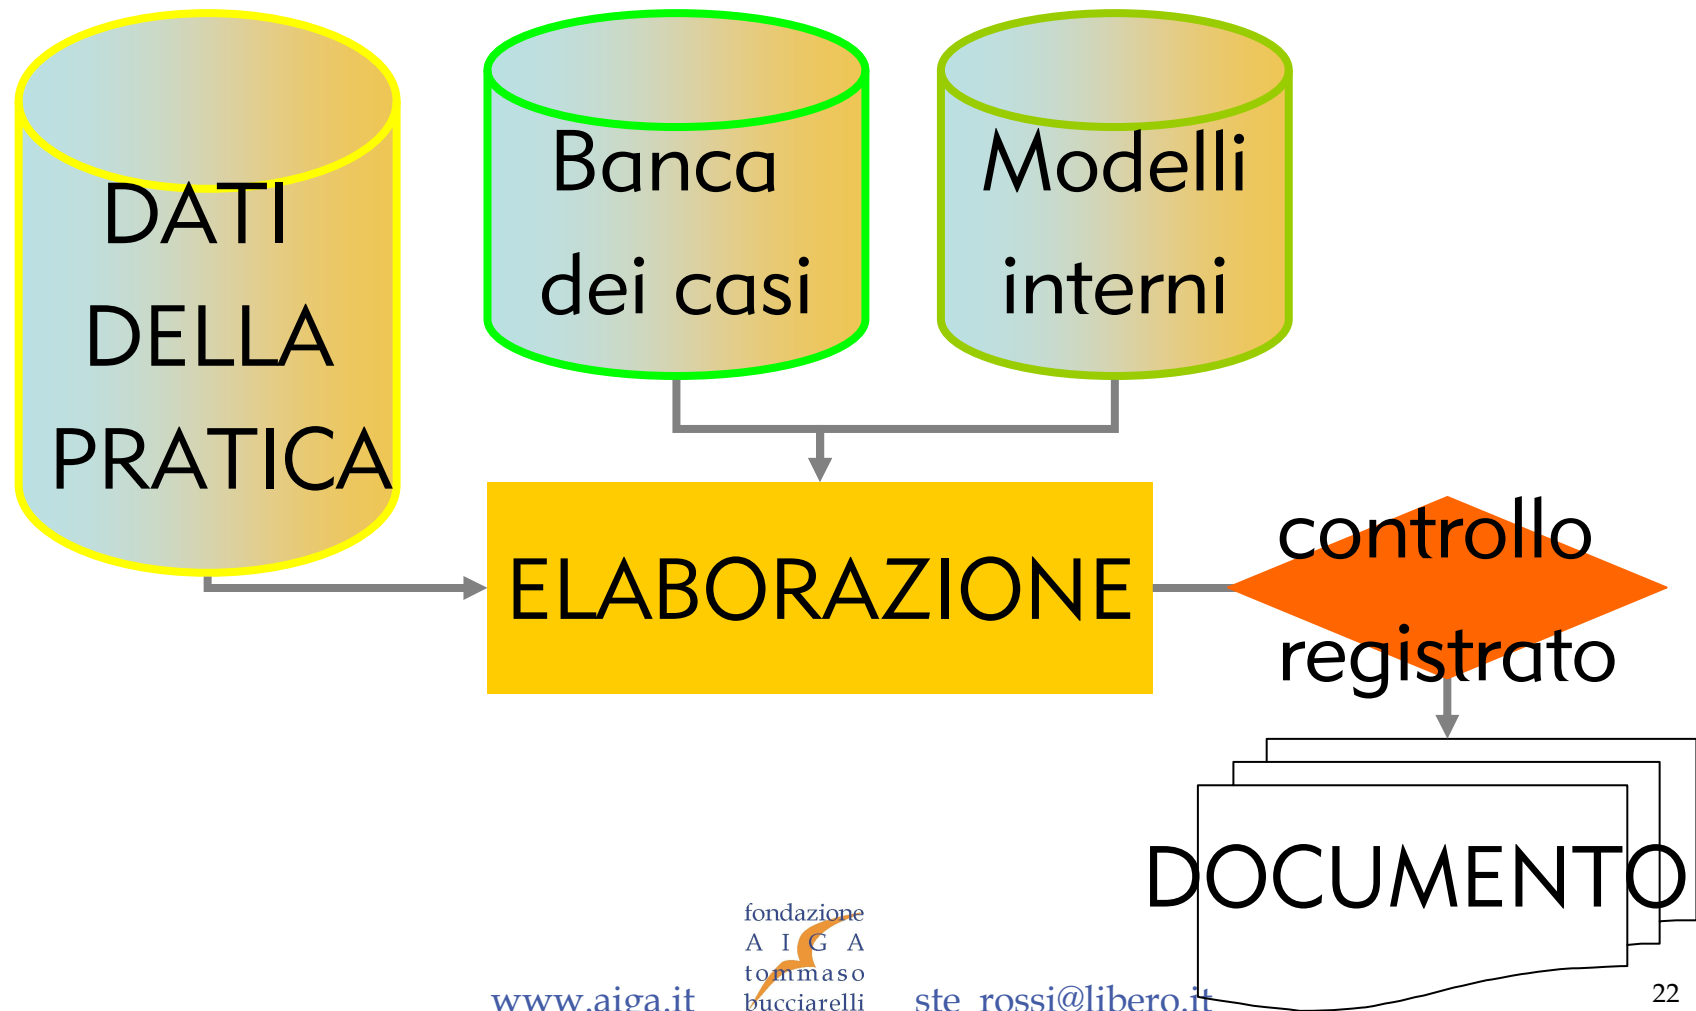 DATI
DELLA
PRATICA
Banca
dei casi
Modelli
interni
ELABORAZIONE
controllo
registrato
DOCUMENTO
fondazione
A I G A
tommaso
bucciarelli
www.aiga.it
ste_rossi@libero.it
22